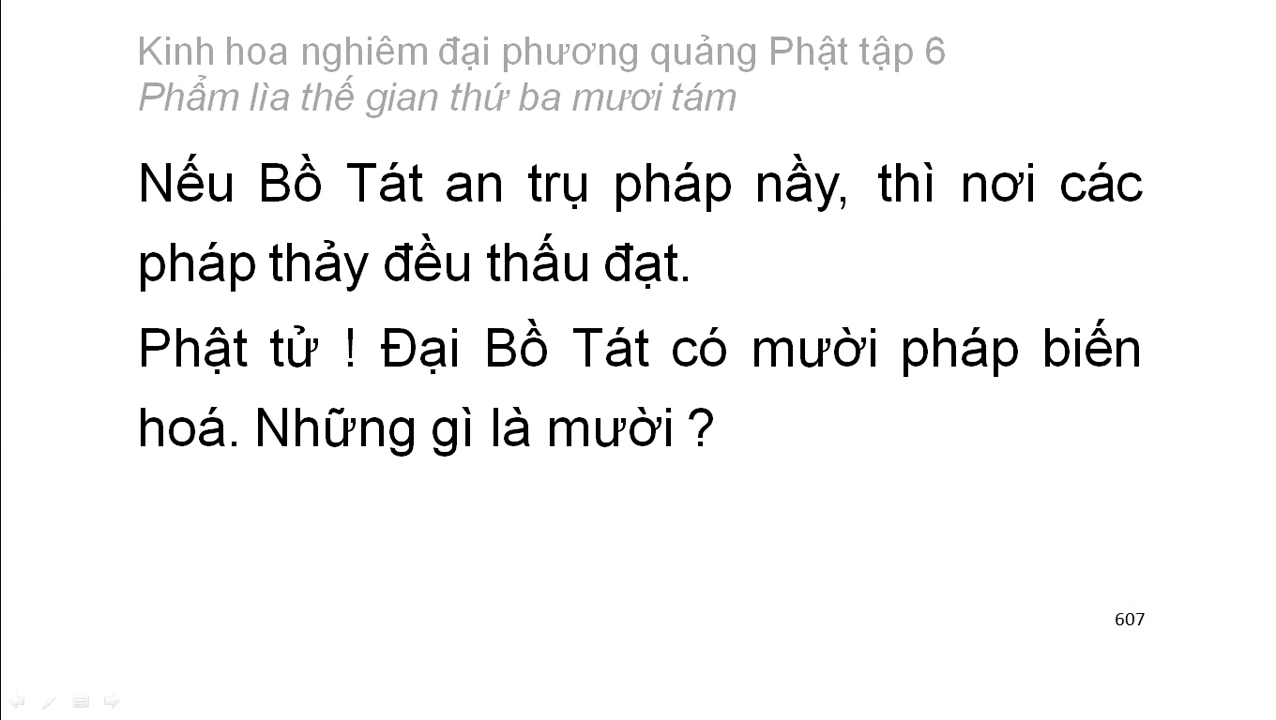 Kinh hoa nghiêm đại phương quảng Phật tập 6
Phẩm lìa thế gian thứ ba mươi tám
Nếu Bồ Tát an trụ pháp nầy, thì nơi các
pháp thảy đều thấu đạt.
Phật tử ! Đại Bồ Tát có mười pháp biến
hoá. Những gì là mười ?
607